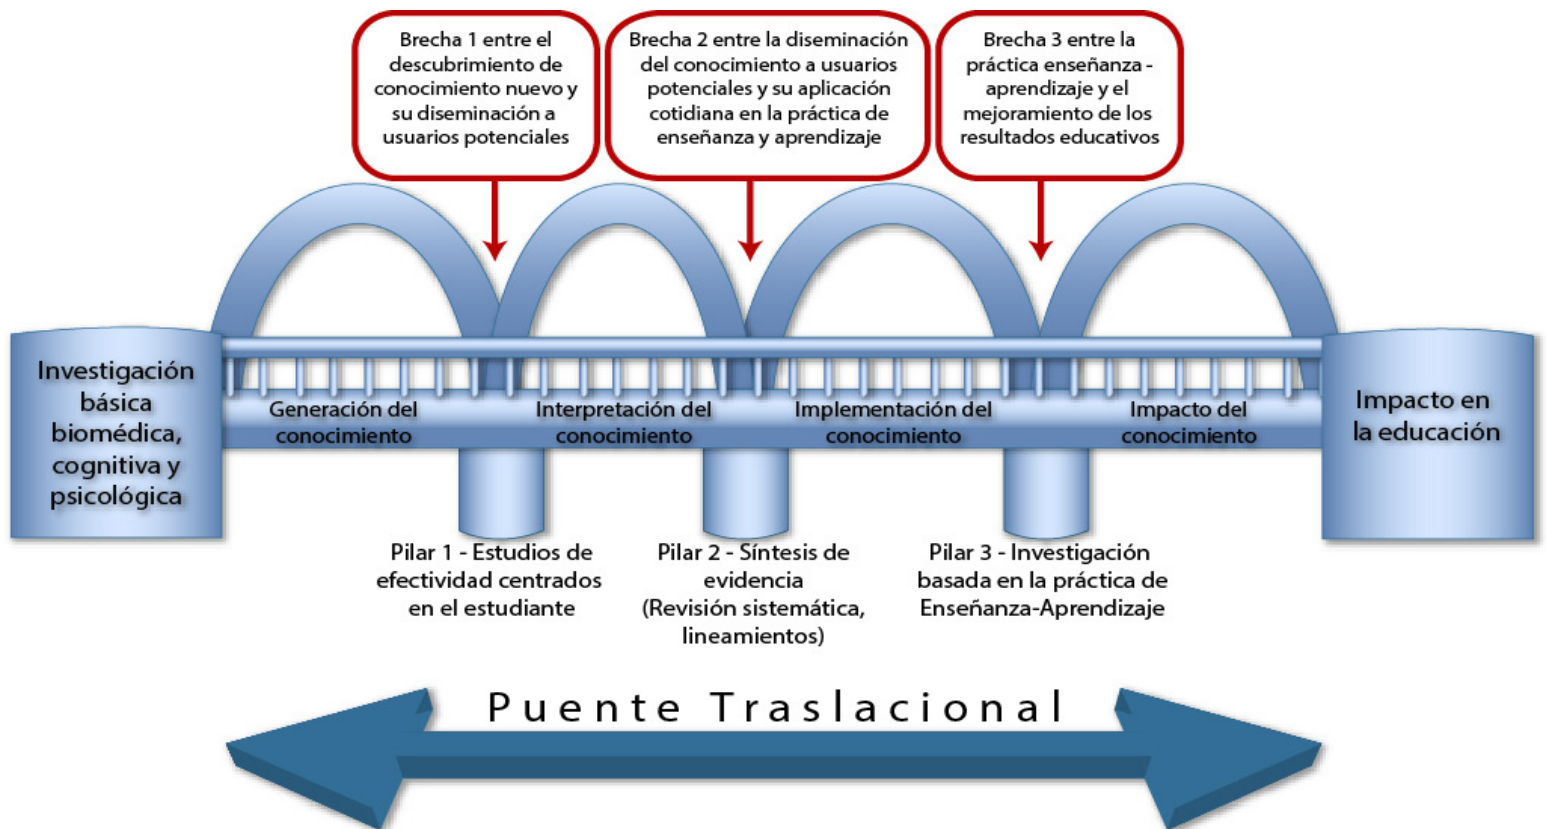 Brecha 1 entre el
descubrimiento de
conocimiento nuevo y
su diseminación a
usuarios potenciales
Brecha 2 entre la diseminación
del conocimiento a usuarios
potenciales y su aplicación
cotidiana en la práctica de
enseñanza y aprendizaje
Brecha 3 entre la
práctica enseñanza -
aprendizaje y el
mejoramiento de los
resultados educativos
Investigación
básica
biomédica,
cognitiva y
psicológica
Generación del
conocimiento
Interpretación del
conocimiento
Implementación del
conocimiento
Impacto del
conocimiento
Impacto en
la educación
Pilar 1 - Estudios de
efectividad centrados
en el estudiante
Pilar 2 - Síntesis de
evidencia
(Revisión sistemática,
lineamientos)
Pilar 3 - Investigación
basada en la práctica de
Enseñanza-Aprendizaje
Puente Traslacional